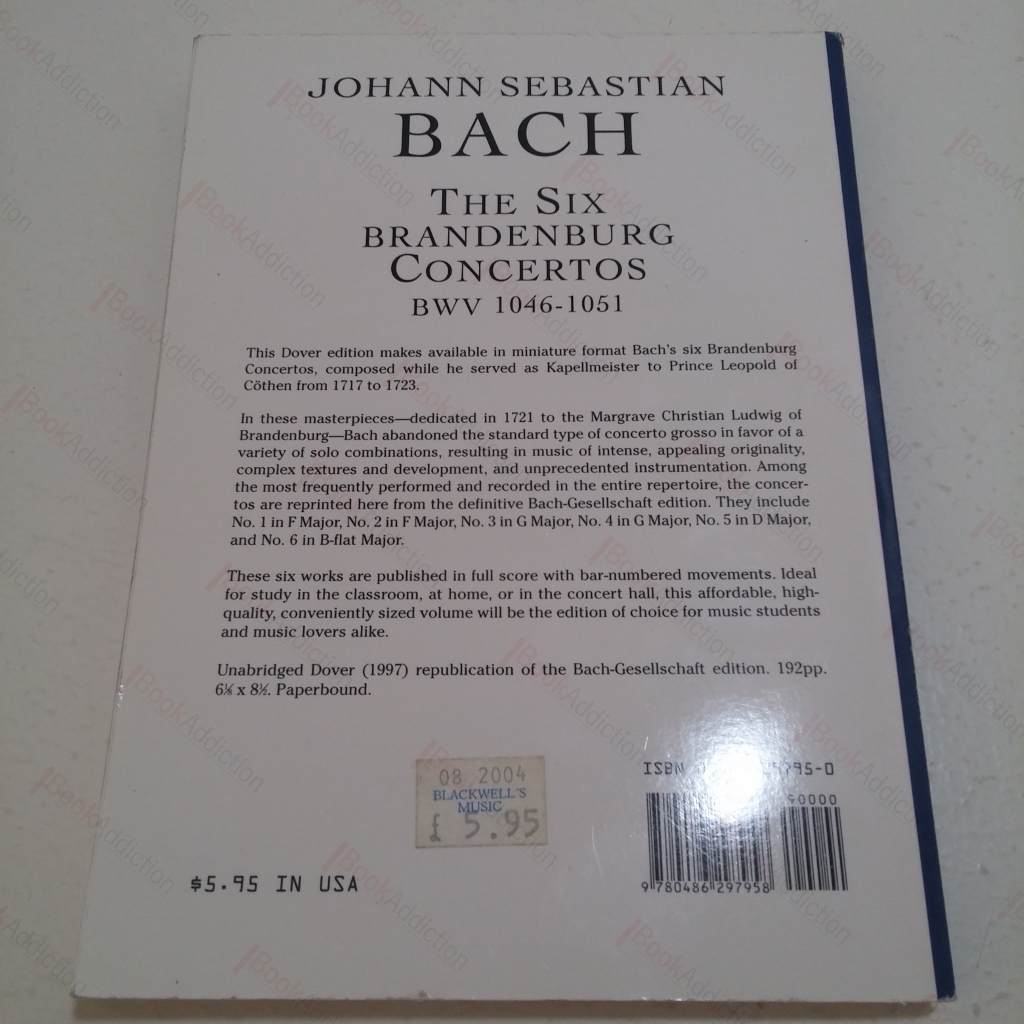 JOHANN SEBASTIAN
BACH
THE SIX
BRANDENBURG
CONCERTOS
BWV 1046-1051
This Dover edition makes available in miniature format Bach's six Brandenburg
Concertos, composed while he served as Kapellmeister to Prince Leopold of
Cöthen from 1717 to 1723.
In these masterpieces—dedicated in 1721 to the Margrave Christian Ludwig of
Brandenburg—Bach abandoned the standard type of concerto grosso in favor of a
variety of solo combinations, resulting in music of intense, appealing originality,
complex textures and development, and unprecedented instrumentation. Among
the most frequently performed and recorded in the entire repertoire, the concer-
tos are reprinted here from the definitive Bach-Gesellschaft edition. They include
No. 1 in F Major, No. 2 in F Major, No. 3 in G Major, No. 4 in G Major, No. 5 in D Major,
and No. 6 in B-flat Major.
These six works are published in full score with bar-numbered movements. Ideal
for study in the classroom, at home, or in the concert hall, this affordable, high-
quality, conveniently sized volume will be the edition of choice for music students
and music lovers alike.
Unabridged Dover (1997) republication of the Bach-Gesellschaft edition. 192pp.
x 8½. Paperbound.
08 2004
BLACKWELL'S
MUSIC
£ 5.95
$5.95 IN USA
ISBN
90000
9 780486 297958
BookAddiction